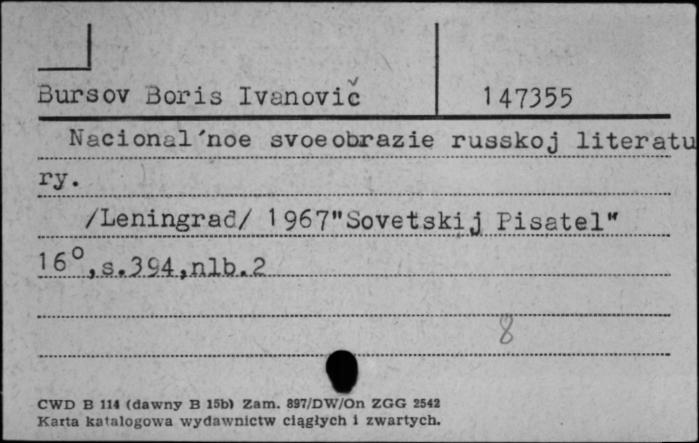 Bursov Boris Ivanovič 147355
Nacional'noe svoeobrazie russkoj literatu
ry.
/Leningrad/ 1967"Sovetskij Pisatel"
16°,s.394,nlb.2
8
CWD B 114 (dawny B 15b) Zam. 897/DW/On ZGG 2542
Karta katalogowa wydawnictw ciągłych i zwartych.